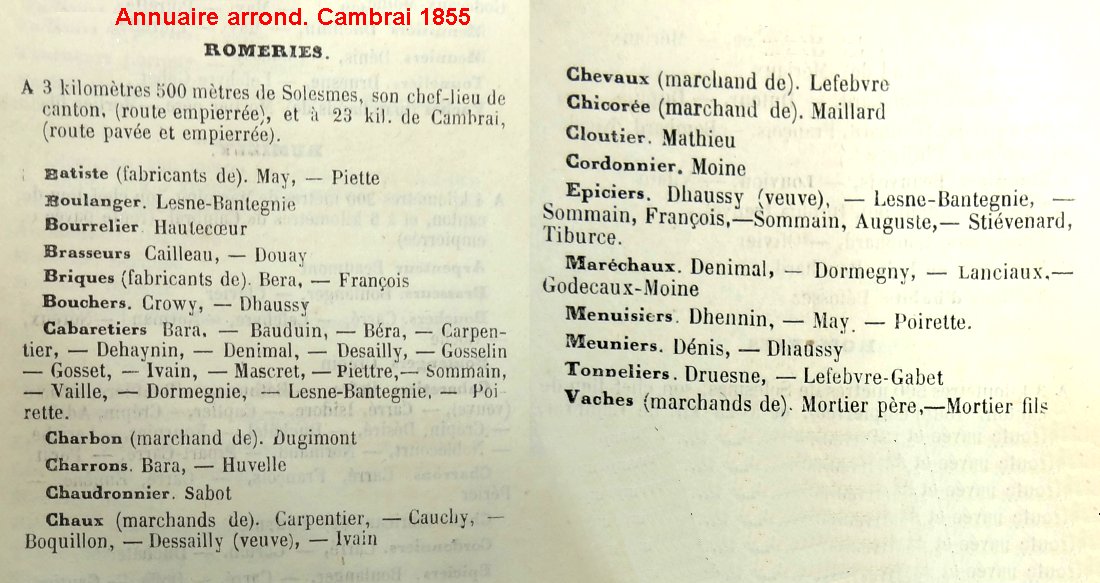 Annuaire arrond. Cambrai 1855
ROMERIES.
A 3 kilomètres 500 mètres de Solesmes, son chef-lieu de
canton, (route empierrée), et à 23 kil. de Cambrai,
(route pavée et empierrée).
Batiste (fabricants de). May, — Piette
Boulanger. Lesne-Bantegnie
Bourrelier. Hautecœur
Brasseurs Cailleau, — Douay
Briques (fabricants de). Bera, — François
Bouchers. Crowy, — Dhaussy
Cabaretiers Bara, — Bauduin, — Béra, — Carpen-
tier, — Dehaynin, — Denimal, — Desailly, — Gosselin
— Gosset, — Ivain, — Mascret, — Piettre,— Sommain,
— Vaille, — Dormegnie, — Lesne-Bantegnie, — Poi-
rette.
Charbon (marchand de). Dugimont
Charrons. Bara, — Huvelle
Chaudronnier. Sabot
Chaux (marchands de). Carpentier, — Cauchy, —
Boquillon, — Dessailly (veuve), — Ivain
Chevaux (marchand de). Lefebvre
Chicorée (marchand de). Maillard
Cloutier. Mathieu
Cordonnier. Moine
Epiciers. Dhaussy (veuve), — Lesne-Bantegnie, —
Sommain, François,—Sommain, Auguste,— Stiévenard,
Tiburce.
Maréchaux. Denimal, — Dormegny, — Lanciaux,—
Godecaux-Moine
Menuisiers. Dhennin, — May, — Poirette.
Meuniers. Dénis, — Dhaussy
Tonneliers. Druesne, — Lefebvre-Gabet
Vaches (marchands de). Mortier père,—Mortier fils